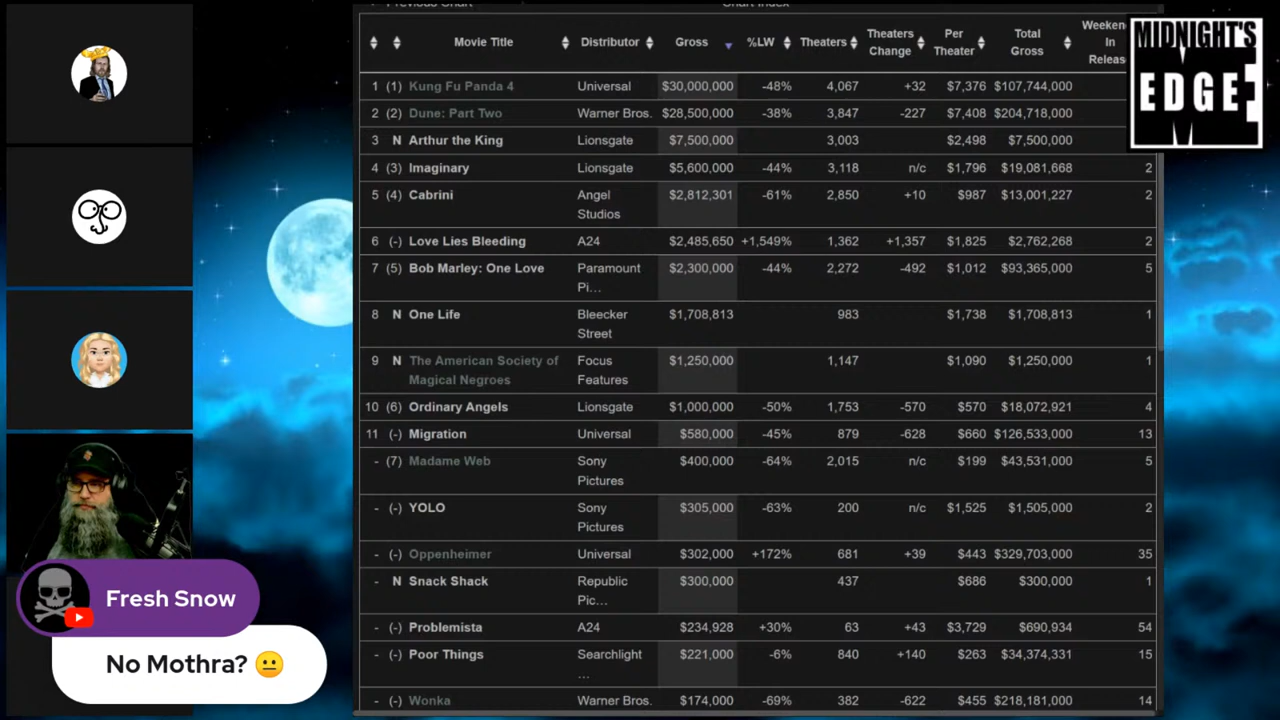 Movie Title Distributor Gross %LW Theaters Theaters Change Per Theater Total Gross Weekend In Release
1 (1) Kung Fu Panda 4 Universal $30,000,000 -48% 4,067 +32 $7,376 $107,744,000
2 (2) Dune: Part Two Warner Bros. $28,500,000 -38% 3,847 -227 $7,408 $204,718,000
3 N Arthur the King Lionsgate $7,500,000 3,003 $2,498 $7,500,000
4 (3) Imaginary Lionsgate $5,600,000 -44% 3,118 n/c $1,796 $19,081,668 2
5 (4) Cabrini Angel Studios $2,812,301 -61% 2,850 +10 $987 $13,001,227 2
6 (-) Love Lies Bleeding A24 $2,485,650 +1,549% 1,362 +1,357 $1,825 $2,762,268 2
7 (5) Bob Marley: One Love Paramount Pi… $2,300,000 -44% 2,272 -492 $1,012 $93,365,000 5
8 N One Life Bleecker Street $1,708,813 983 $1,738 $1,708,813 1
9 N The American Society of Magical Negroes Focus Features $1,250,000 1,147 $1,090 $1,250,000 1
10 (6) Ordinary Angels Lionsgate $1,000,000 -50% 1,753 -570 $570 $18,072,921 4
11 (-) Migration Universal $580,000 -45% 879 -628 $660 $126,533,000 13
- (7) Madame Web Sony Pictures $400,000 -64% 2,015 n/c $199 $43,531,000 5
- (-) YOLO Sony Pictures $305,000 -63% 200 n/c $1,525 $1,505,000 2
- (-) Oppenheimer Universal $302,000 +172% 681 +39 $443 $329,703,000 35
- N Snack Shack Republic Pic… $300,000 437 $686 $300,000 1
- (-) Problemista A24 $234,928 +30% 63 +43 $3,729 $690,934 54
- (-) Poor Things Searchlight … $221,000 -6% 840 +140 $263 $34,374,331 15
- (-) Wonka Warner Bros. $174,000 -69% 382 -622 $455 $218,181,000 14
MIDNIGHT'S
EDGE
ME
Fresh Snow
No Mothra? 😐